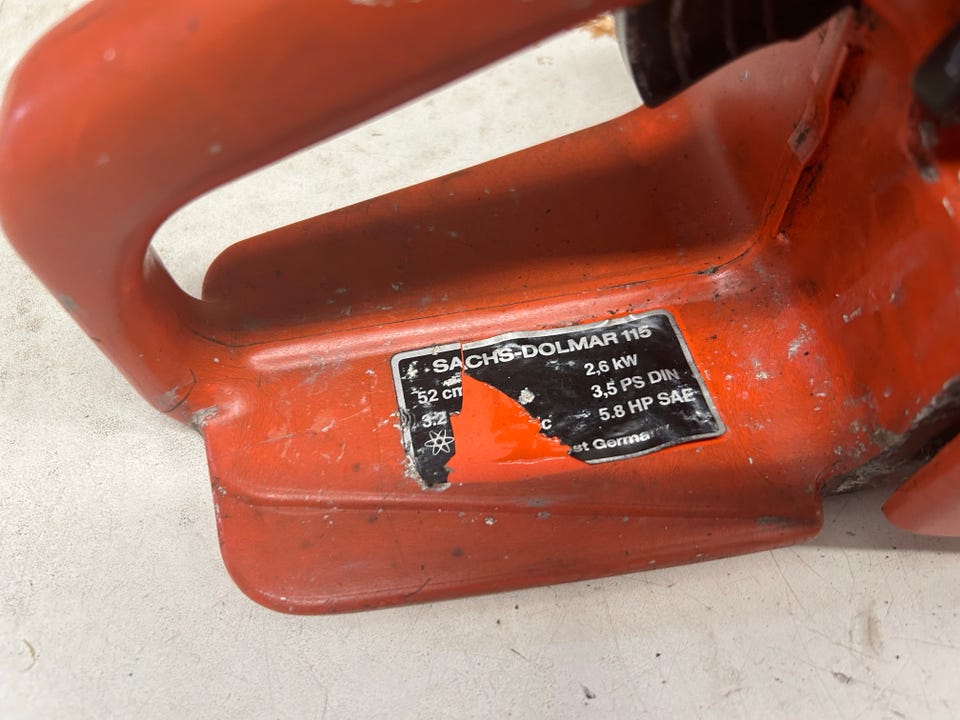 SACHS-DOLMAR 115
52 cm 2,6 kW
3.2 c 3,5 PS DIN
5.8 HP SAE
st Germa